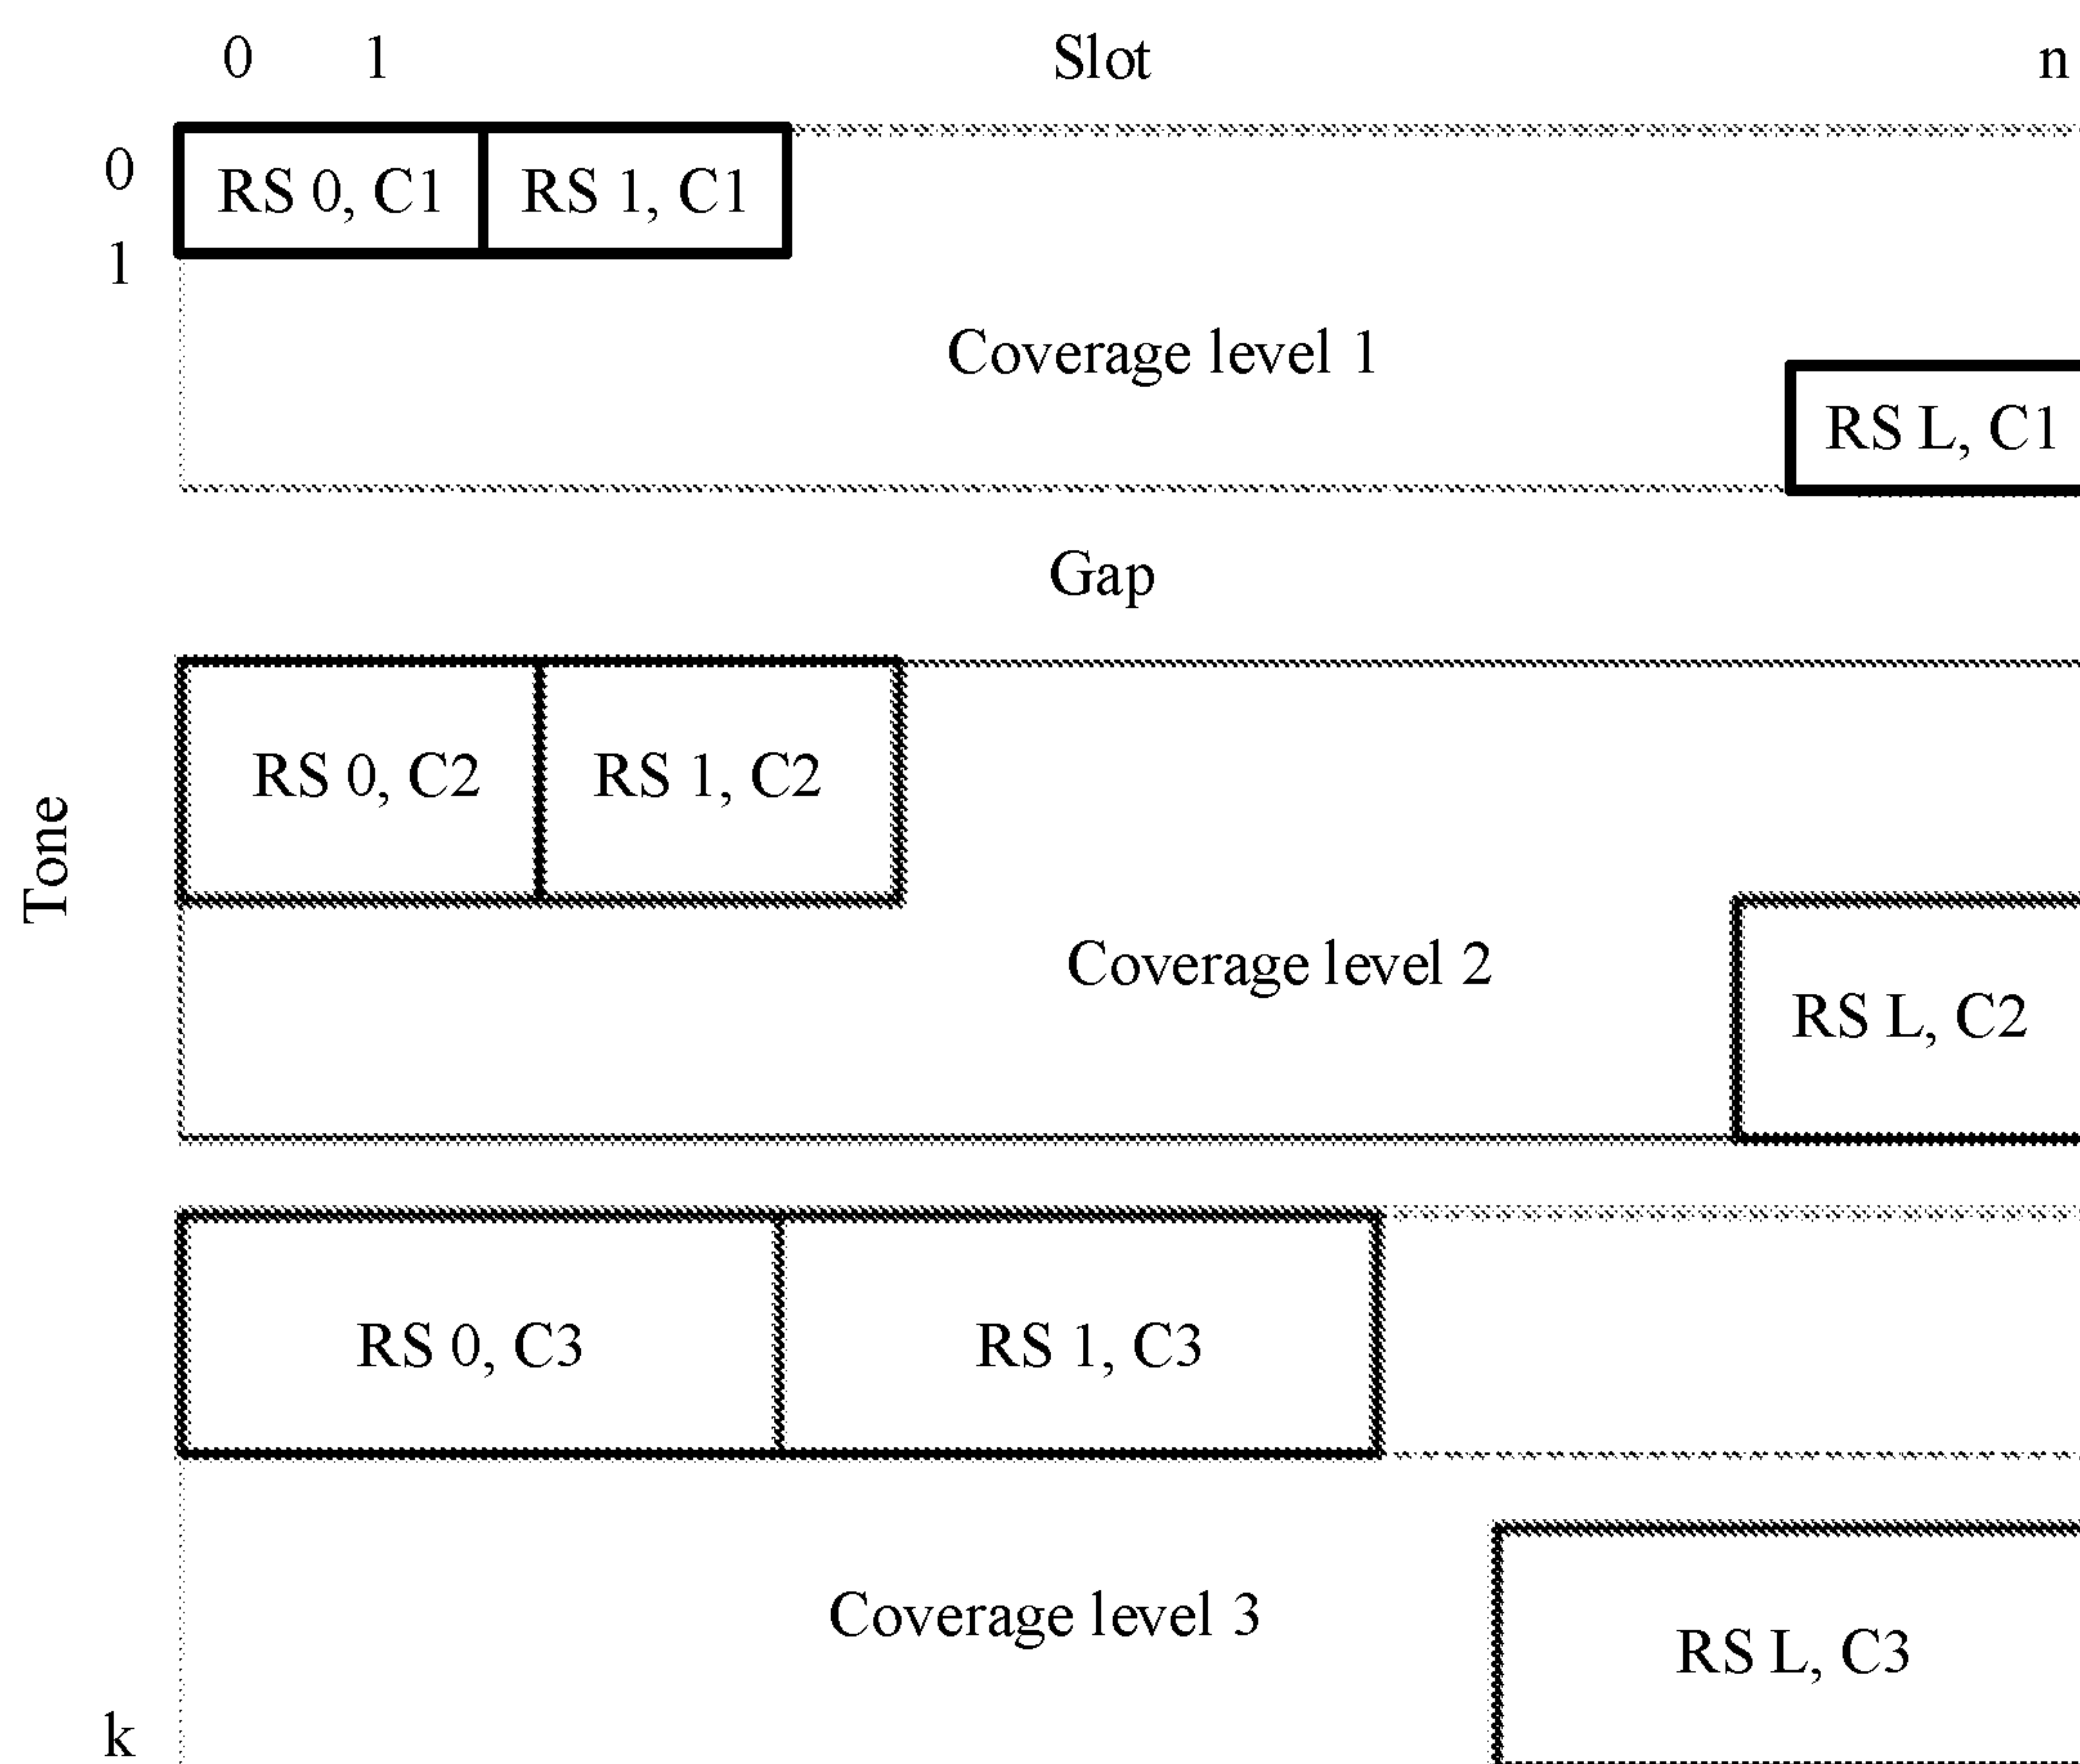 0 1 Slot n
0
RS 0, C1 RS 1, C1
1
Coverage level 1
RS L, C1
Gap
RS 0, C2 RS 1, C2
Tone
Coverage level 2
RS L, C2
RS 0, C3 RS 1, C3
Coverage level 3
RS L, C3
k